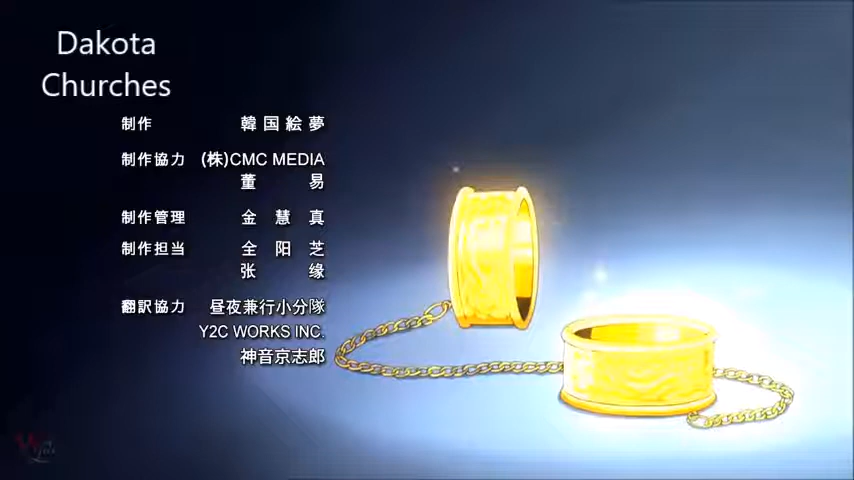 Dakota
Churches
制作 韓国絵夢
制作協力 (株)CMC MEDIA
董 易
制作管理 金慧真
制作担当 全阳芝
张 缘
翻訳協力 昼夜兼行小分隊
Y2C WORKS INC.
神音京志郎